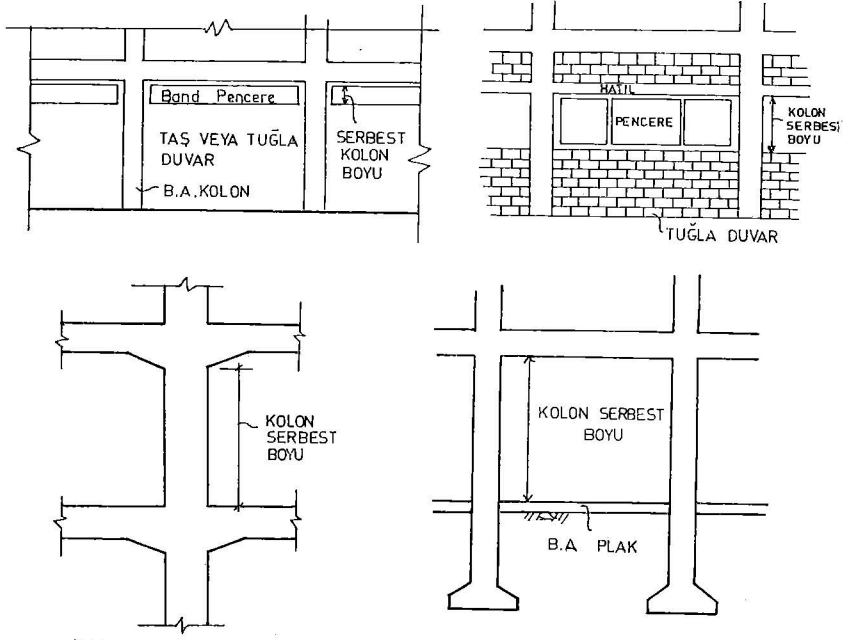 Band Pencere
TAŞ VEYA TUĞLA
DUVAR
B.A. KOLON
SERBEST
KOLON
BOYU
HATIL
PENCERE
KOLON
SERBEST
BOYU
TUĞLA DUVAR
KOLON
SERBEST
BOYU
KOLON SERBEST
BOYU
B.A PLAK